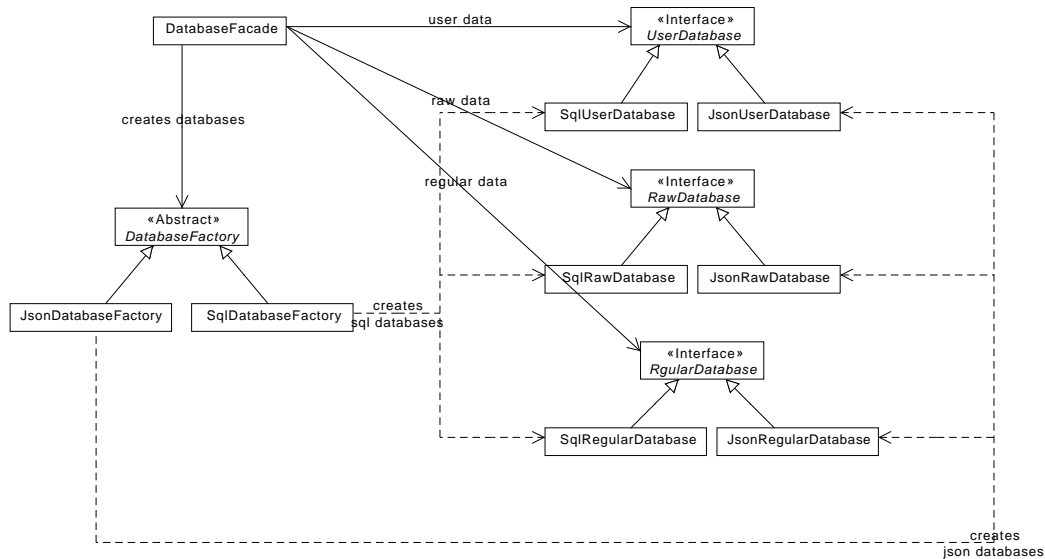 user data
DatabaseFacade
«Interface»
UserDatabase
raw data
SqlUserDatabase
JsonUserDatabase
creates databases
regular data
«Interface»
RawDatabase
«Abstract»
DatabaseFactory
SqlRawDatabase
JsonRawDatabase
JsonDatabaseFactory
SqlDatabaseFactory
creates
sql databases
«Interface»
RgularDatabase
SqlRegularDatabase
JsonRegularDatabase
creates
json databases